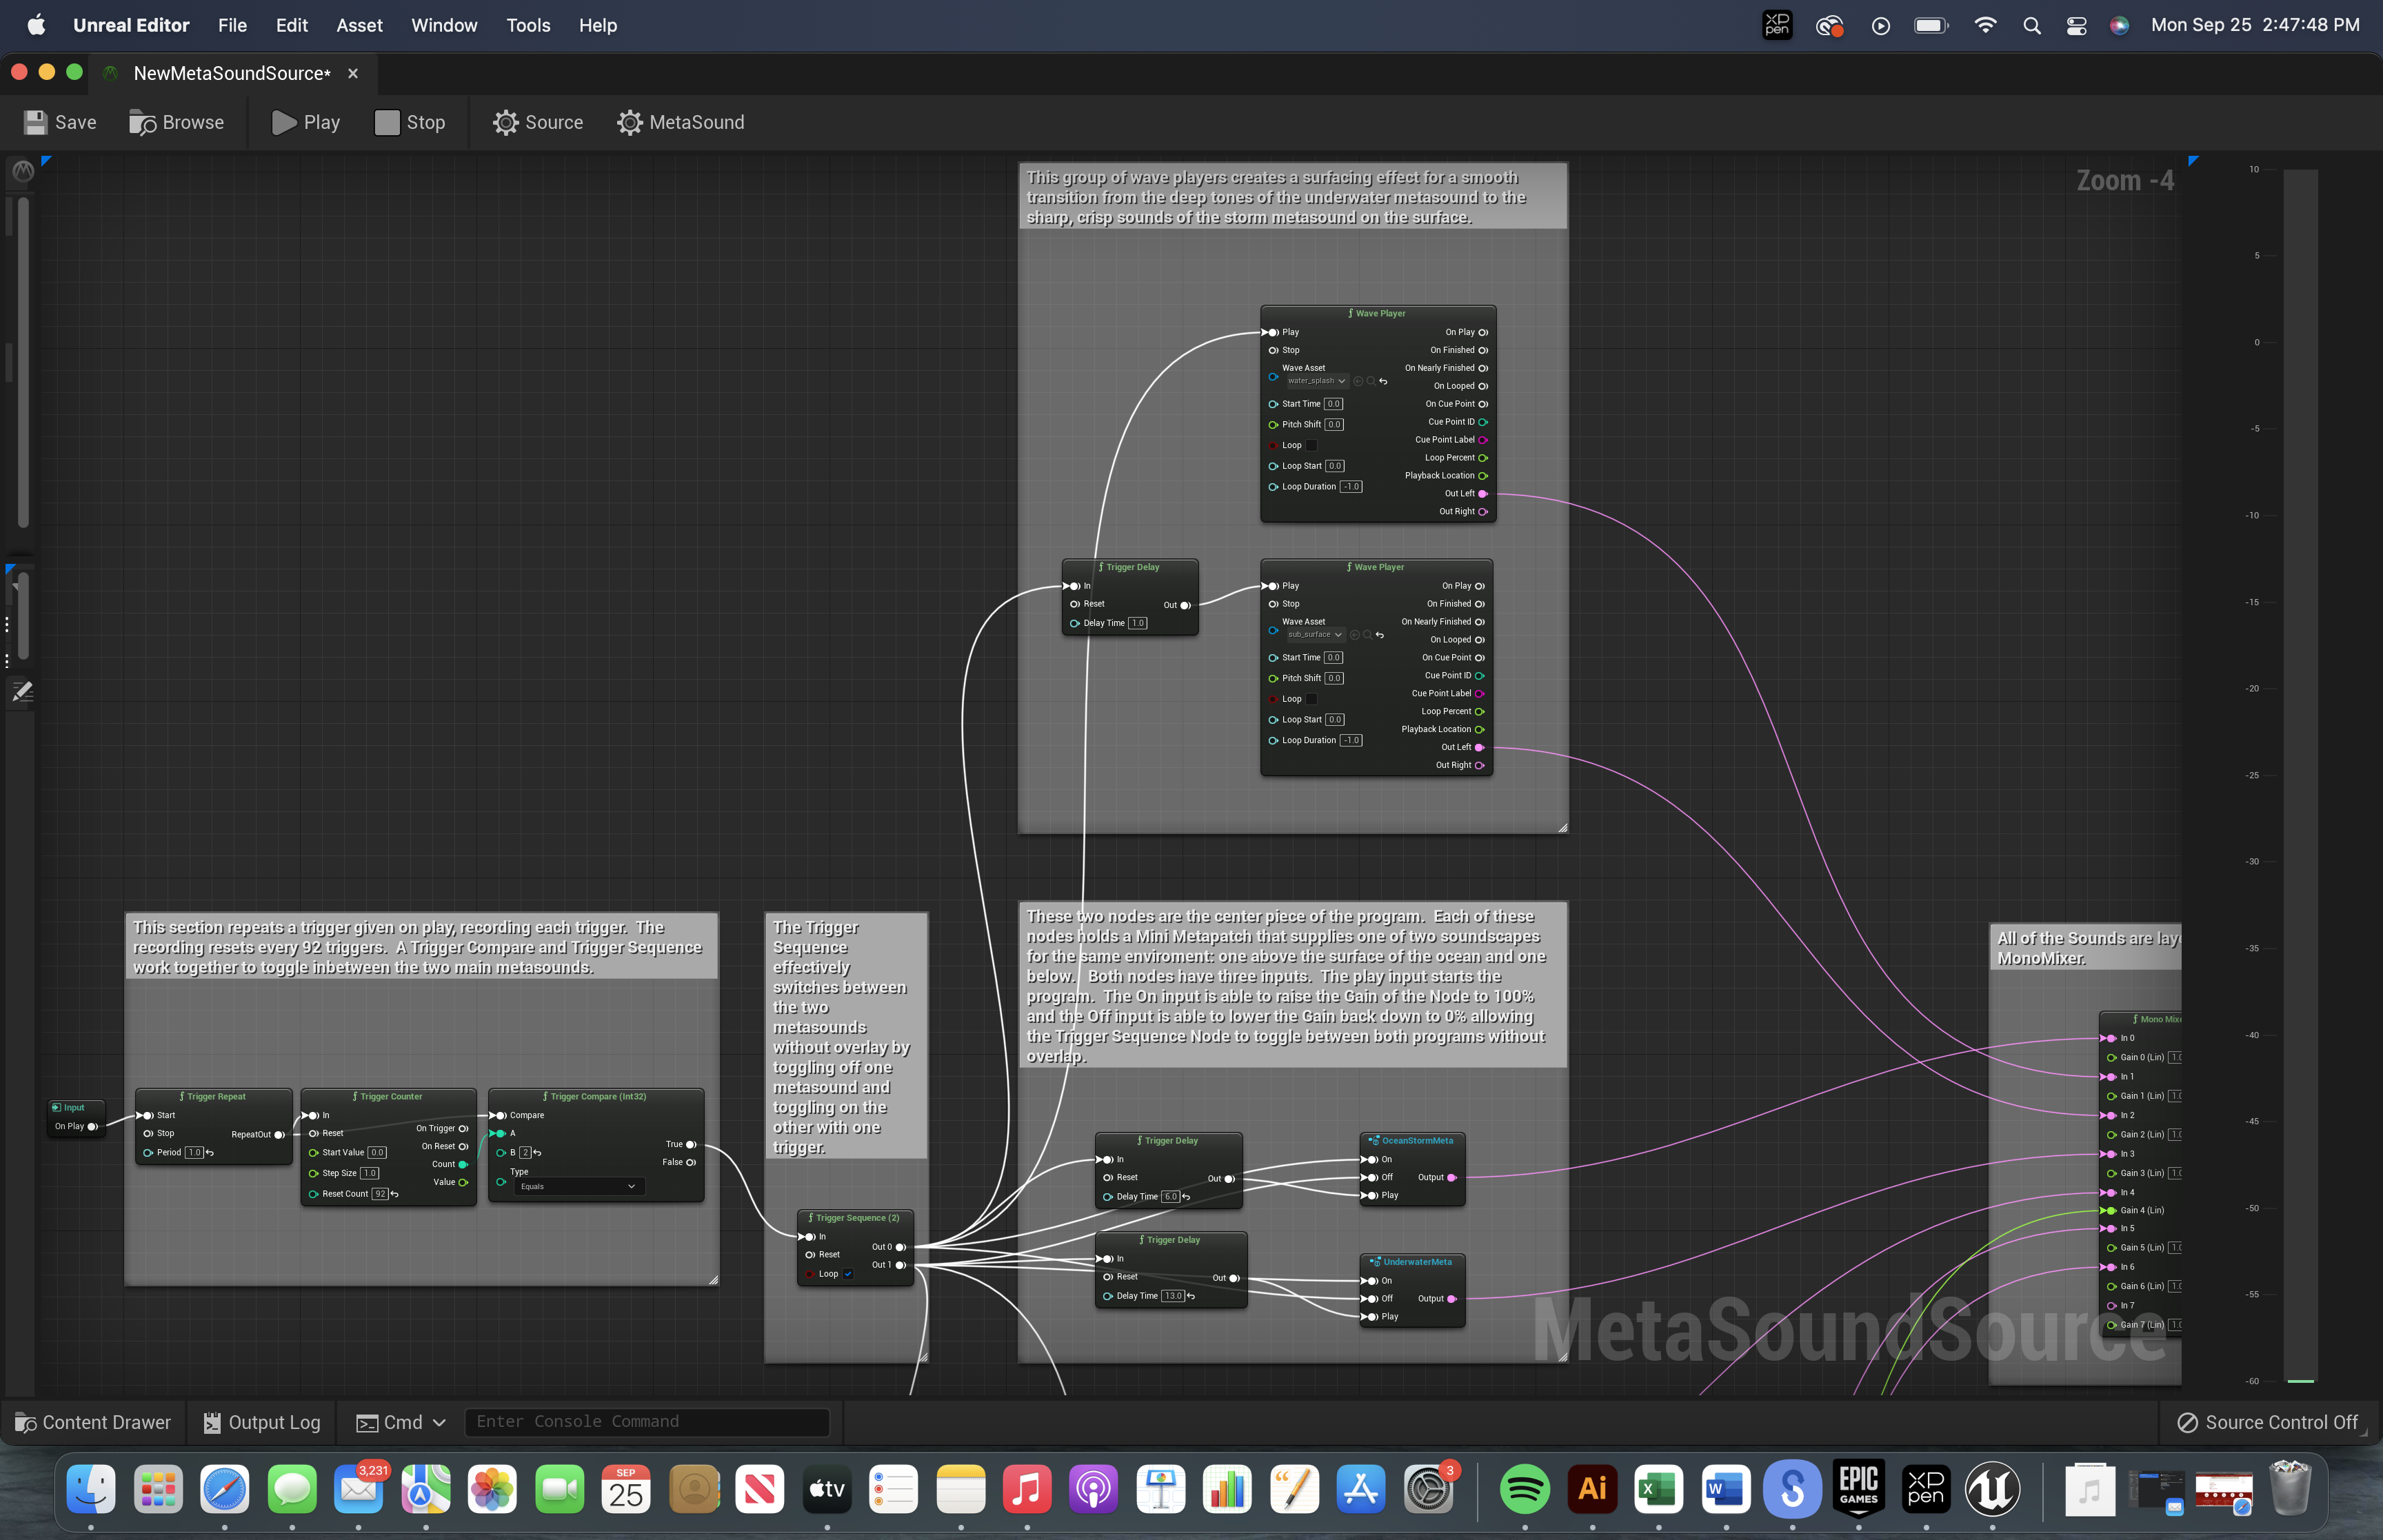 Unreal Editor File Edit Asset Window Tools Help
XP pen
Mon Sep 25 2:47:48 PM
NewMetaSoundSource*
Save Browse Play Stop Source MetaSound
Zoom -4
This group of wave players creates a surfacing effect for a smooth
transition from the deep tones of the underwater metasound to the
sharp, crisp sounds of the storm metasound on the surface.
Wave Player
Play On Play
Stop On Finished
Wave Asset On Nearly Finished
water_splash On Looped
Start Time 0.0 On Cue Point
Pitch Shift 0.0 Cue Point ID
Loop Cue Point Label
Loop Start 0.0 Loop Percent
Loop Duration -1.0 Playback Location
Out Left
Out Right
Trigger Delay
In
Reset Out
Delay Time 1.0
Wave Player
Play On Play
Stop On Finished
Wave Asset On Nearly Finished
sub_surface On Looped
Start Time 0.0 On Cue Point
Pitch Shift 0.0 Cue Point ID
Loop Cue Point Label
Loop Start 0.0 Loop Percent
Loop Duration -1.0 Playback Location
Out Left
Out Right
This section repeats a trigger given on play, recording each trigger. The
recording resets every 92 triggers. A Trigger Compare and Trigger Sequence
work together to toggle inbetween the two main metasounds.
Input
On Play
Trigger Repeat
Start
Stop RepeatOut
Period 1.0
Trigger Counter
In On Trigger
Reset On Reset
Start Value 0.0 Count
Step Size 1.0 Value
Reset Count 92
Trigger Compare (Int32)
Compare
A True
B 2 False
Type
Equals
The Trigger
Sequence
effectively
switches between
the two
metasounds
without overlay by
toggling off one
metasound and
toggling on the
other with one
trigger.
Trigger Sequence (2)
In Out 0
Reset Out 1
Loop
These two nodes are the center piece of the program. Each of these
nodes holds a Mini Metapatch that supplies one of two soundscapes
for the same enviroment: one above the surface of the ocean and one
below. Both nodes have three inputs. The play input starts the
program. The On input is able to raise the Gain of the Node to 100%
and the Off input is able to lower the Gain back down to 0% allowing
the Trigger Sequence Node to toggle between both programs without
overlap.
Trigger Delay
In
Reset Out
Delay Time 6.0
OceanStormMeta
On
Off Output
Play
Trigger Delay
In
Reset Out
Delay Time 13.0
UnderwaterMeta
On
Off Output
Play
All of the Sounds are lay
MonoMixer.
Mono Mixe
In 0
Gain 0 (Lin) 1.0
In 1
Gain 1 (Lin) 1.0
In 2
Gain 2 (Lin) 1.0
In 3
Gain 3 (Lin) 1.0
In 4
Gain 4 (Lin)
In 5
Gain 5 (Lin) 1.0
In 6
Gain 6 (Lin) 1.0
In 7
Gain 7 (Lin) 1.0
MetaSoundSource
10
5
0
-5
-10
-15
-20
-25
-30
-35
-40
-45
-50
-55
-60
Content Drawer Output Log Cmd Enter Console Command Source Control Off
3,231
SEP
25
tv
3
Ai
X
W
S
EPIC
GAMES
XP
pen